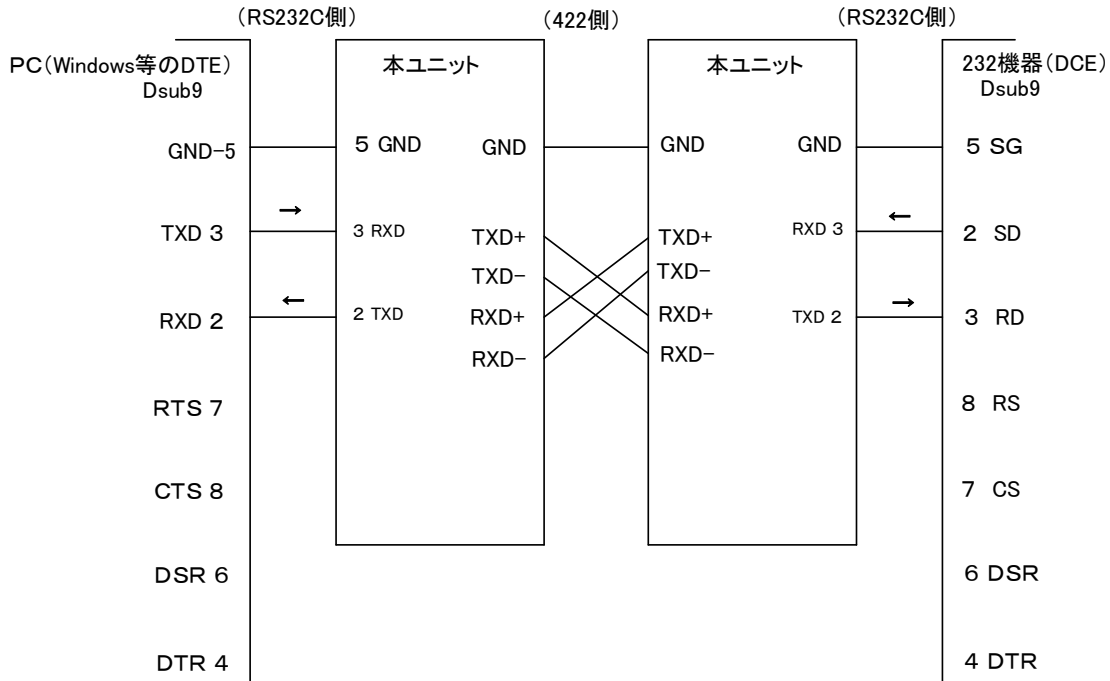 (RS232C側)
(422側)
(RS232C側)
PC(Windows等のDTE)
Dsub9
本ユニット
本ユニット
232機器(DCE)
Dsub9
GND-5
5 GND
GND
GND
GND
5 SG
→
←
TXD 3
3 RXD
TXD+
TXD+
RXD 3
2 SD
TXD-
TXD-
←
→
RXD 2
2 TXD
RXD+
RXD+
TXD 2
3 RD
RXD-
RXD-
RTS 7
8 RS
CTS 8
7 CS
DSR 6
6 DSR
DTR 4
4 DTR